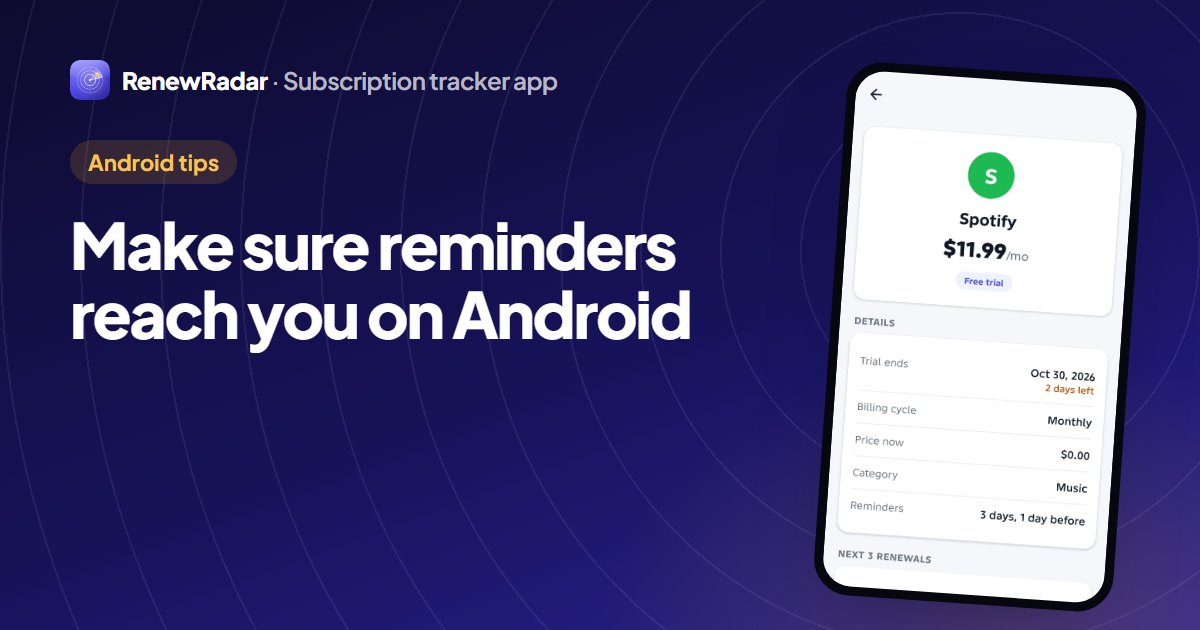 RenewRadar · Subscription tracker app
Android tips
Make sure reminders
reach you on Android
S
Spotify
$11.99/mo
Free trial
DETAILS
Trial ends
Oct 30, 2026
2 days left
Billing cycle
Monthly
Price now
$0.00
Category
Music
Reminders
3 days, 1 day before
NEXT 3 RENEWALS